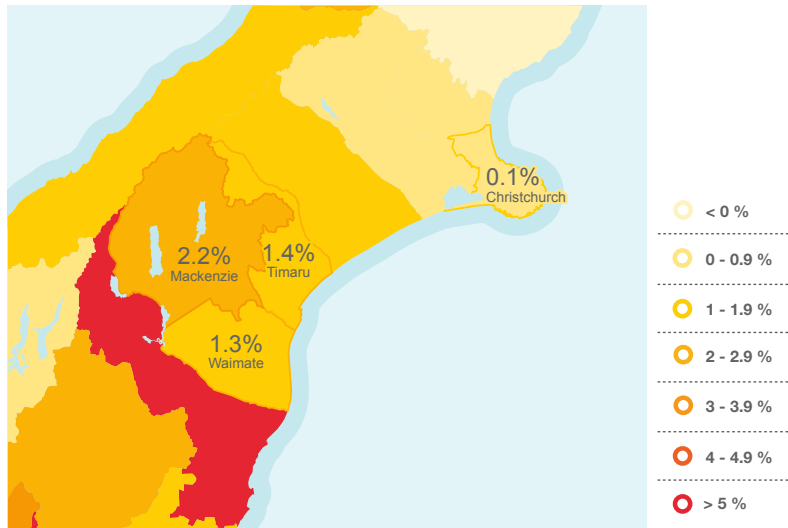 0.1%
Christchurch
2.2%
Mackenzie
1.4%
Timaru
1.3%
Waimate
< 0 %
0 - 0.9 %
1 - 1.9 %
2 - 2.9 %
3 - 3.9 %
4 - 4.9 %
> 5 %